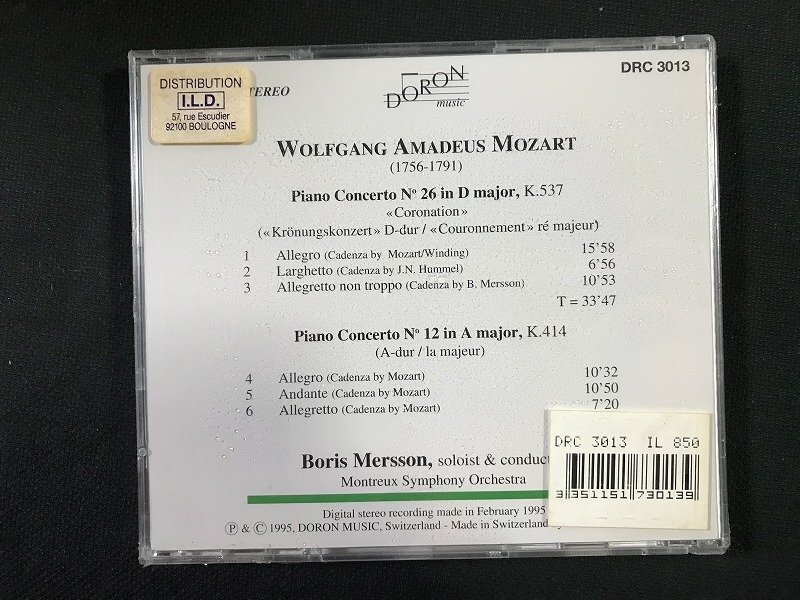 DISTRIBUTION
I.L.D.
57, rue Escudier
92100 BOULOGNE
TEREO
DORON
music
DRC 3013
WOLFGANG AMADEUS MOZART
(1756-1791)
Piano Concerto Nº 26 in D major, K.537
«Coronation»
(«Krönungskonzert» D-dur / «Couronnement» ré majeur)
1 Allegro (Cadenza by Mozart/Winding) 15’58
2 Larghetto (Cadenza by J.N. Hummel) 6’56
3 Allegretto non troppo (Cadenza by B. Mersson) 10’53
T = 33’47
Piano Concerto Nº 12 in A major, K.414
(A-dur / la majeur)
4 Allegro (Cadenza by Mozart) 10’32
5 Andante (Cadenza by Mozart) 10’50
6 Allegretto (Cadenza by Mozart) 7’20
Boris Mersson, soloist & conduct
Montreux Symphony Orchestra
Digital stereo recording made in February 1995
℗ & © 1995, DORON MUSIC, Switzerland - Made in Switzerland
DRC 3013 IL 850
3 351151 730139